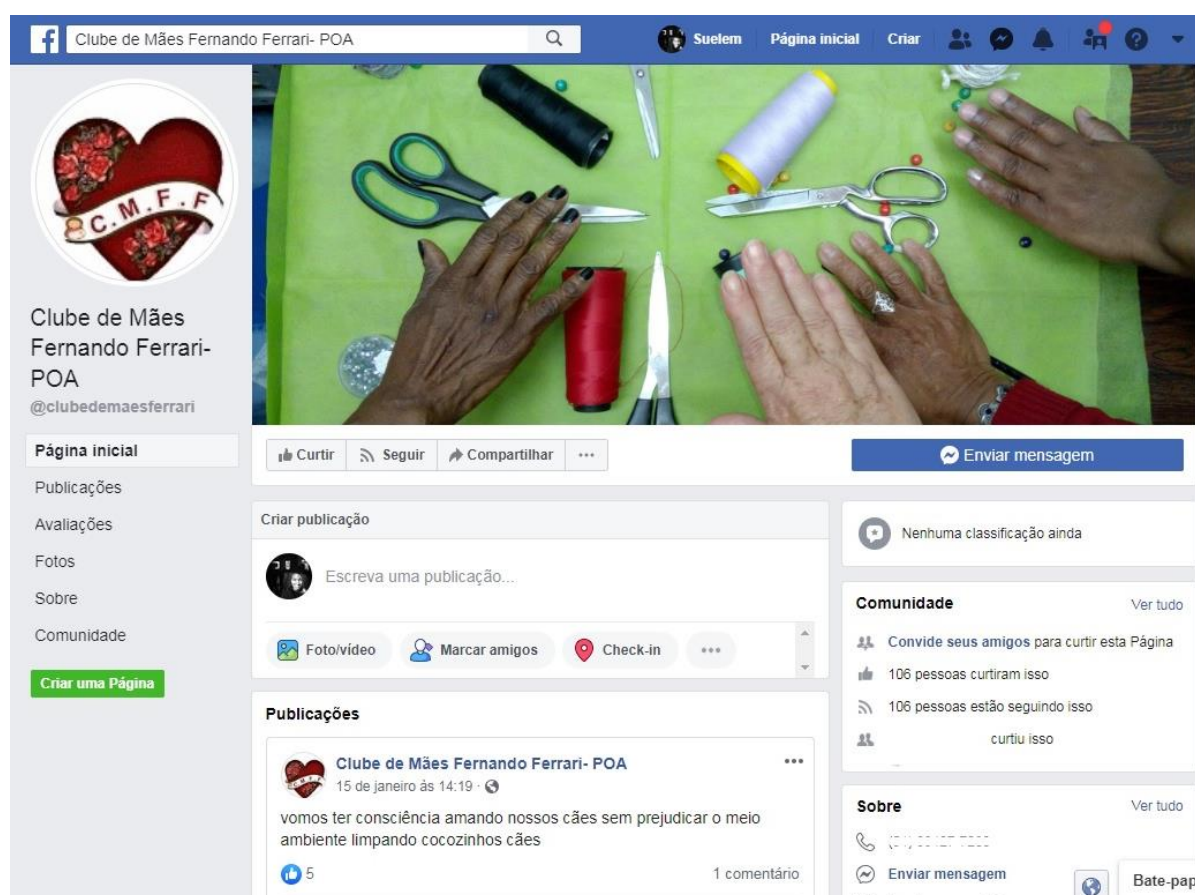 Clube de Mães Fernando Ferrari- POA
Suelem
Página inicial
Criar
C.M.F.F
Clube de Mães
Fernando Ferrari-
POA
@clubedemaesferrari
Página inicial
Publicações
Avaliações
Fotos
Sobre
Comunidade
Criar uma Página
Curtir
Seguir
Compartilhar
Enviar mensagem
Criar publicação
Escreva uma publicação...
Foto/vídeo
Marcar amigos
Check-in
Publicações
Clube de Mães Fernando Ferrari- POA
15 de janeiro às 14:19 ·
vomos ter consciência amando nossos cães sem prejudicar o meio
ambiente limpando cocozinhos cães
5
1 comentário
Nenhuma classificação ainda
Comunidade
Ver tudo
Convide seus amigos para curtir esta Página
106 pessoas curtiram isso
106 pessoas estão seguindo isso
curtiu isso
Sobre
Ver tudo
Enviar mensagem
Bate-pap